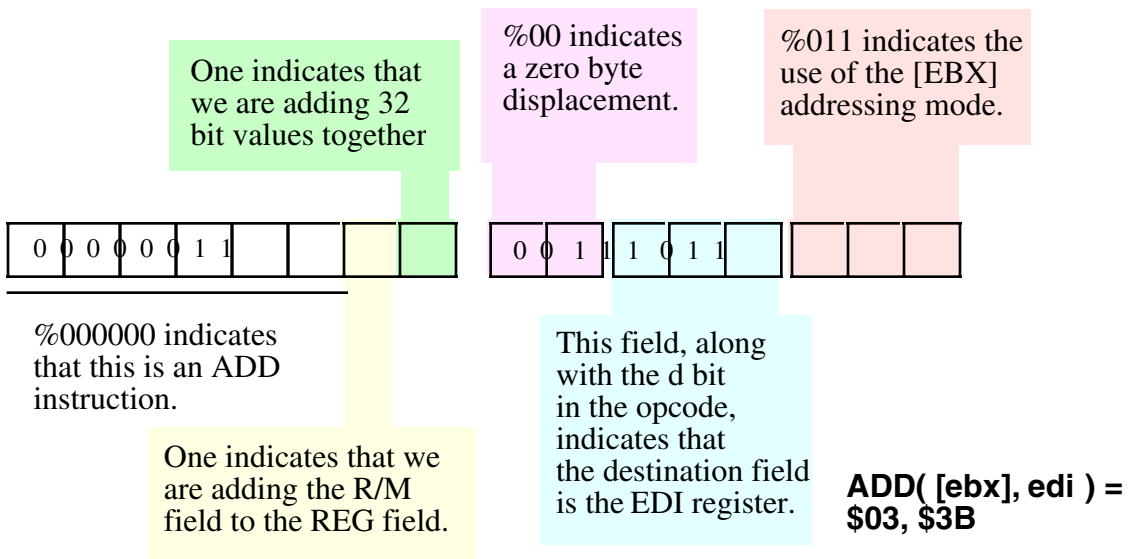 One indicates that
we are adding 32
bit values together
%00 indicates
a zero byte
displacement.
%011 indicates the
use of the [EBX]
addressing mode.
0 0 0 0 0 0 1 1
0 0 1 1 1 0 1 1
%000000 indicates
that this is an ADD
instruction.
One indicates that we
are adding the R/M
field to the REG field.
This field, along
with the d bit
in the opcode,
indicates that
the destination field
is the EDI register.
ADD( [ebx], edi ) =
$03, $3B